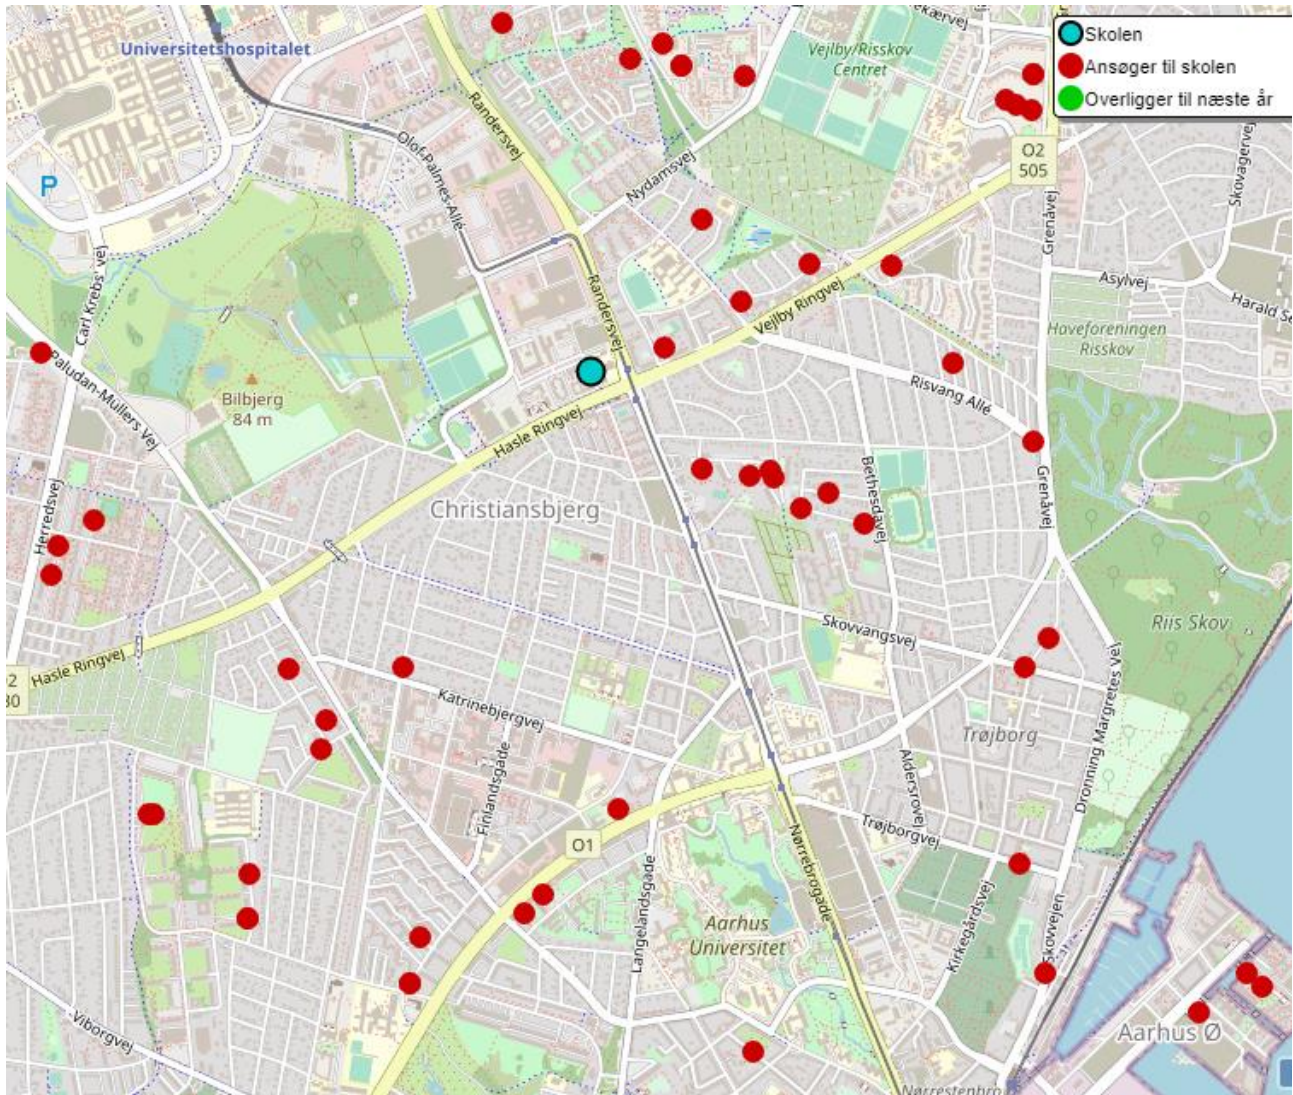 Skolen
Ansøger til skolen
Overligger til næste år
Universitetshospitalet
Vejlby/Risskov
Centret
P
Randersvej
Olof-Palmes-Allé
Nydamsvej
O2
505
Grenåvej
Skovagervej
Carl Krebs' vej
Randersvej
Vejlby Ringvej
Asylvej
Harald Se
Haveforeningen
Risskov
Paludan-Müllers Vej
Bilbjerg
84 m
Risvang Allé
Hasle Ringvej
Christiansbjerg
Bethesdavej
Grenåvej
Herredsvej
Skovvangsvej
Riis Skov
Hasle Ringvej
Katrinebjergvej
Finlandsgade
Trøjborg
Dronning Margretes Vej
Aldersrovej
O1
Trøjborgvej
Nørrebrogade
Langelandsgade
Aarhus
Universitet
Kirkegårdsvej
Skovvejen
Viborgvej
Aarhus Ø